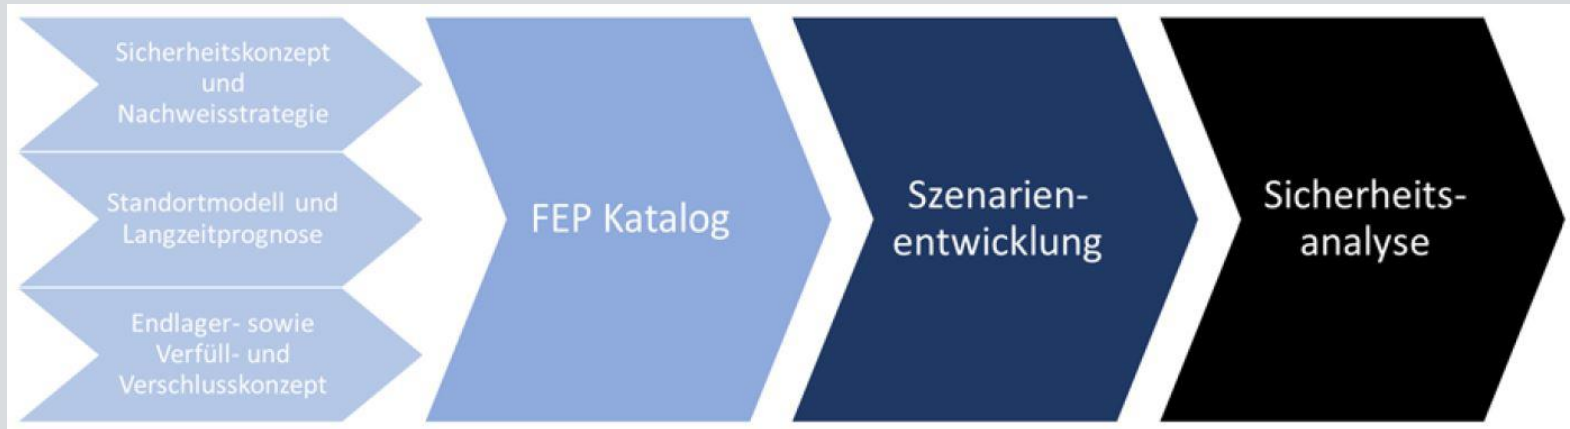 Sicherheitskonzept
und
Nachweisstrategie
Standortmodell und
Langzeitprognose
Endlager- sowie
Verfüll- und
Verschlusskonzept
FEP Katalog
Szenarien-
entwicklung
Sicherheits-
analyse